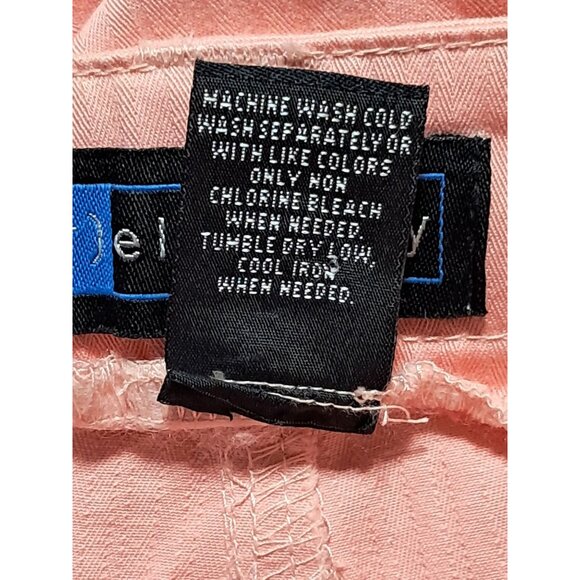 MACHINE WASH COLD
WASH SEPARATELY OR
WITH LIKE COLORS
ONLY NON
CHLORINE BLEACH
WHEN NEEDED.
TUMBLE DRY LOW,
COOL IRON
WHEN NEEDED.